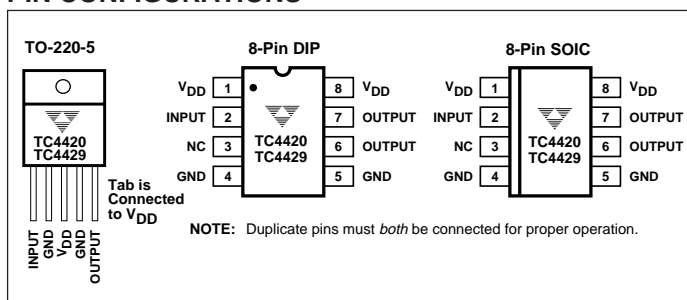 PIN CONFIGURATIONS
TO-220-5
TC4420
TC4429
Tab is
Connected
to VDD
INPUT
GND
VDD
GND
OUTPUT
8-Pin DIP
VDD 1
INPUT 2
NC 3
GND 4
TC4420
TC4429
8 VDD
7 OUTPUT
6 OUTPUT
5 GND
8-Pin SOIC
VDD 1
INPUT 2
NC 3
GND 4
TC4420
TC4429
8 VDD
7 OUTPUT
6 OUTPUT
5 GND
NOTE: Duplicate pins must both be connected for proper operation.